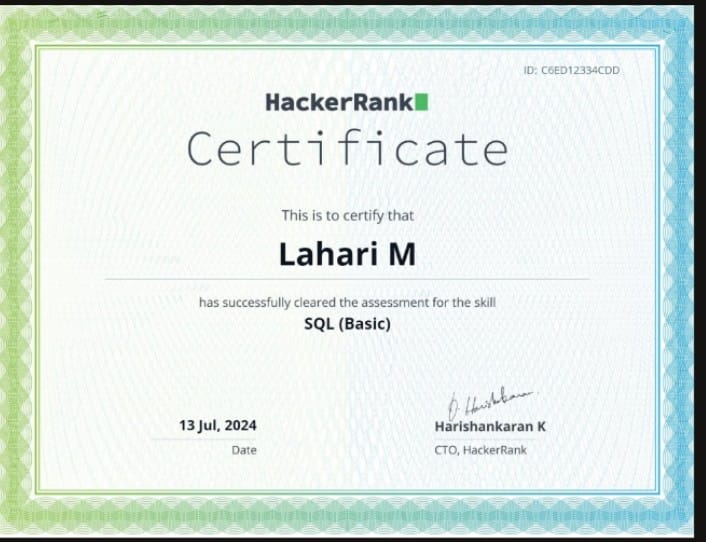 ID: C6ED12334CDD
HackerRank
Certificate
This is to certify that
Lahari M
has successfully cleared the assessment for the skill
SQL (Basic)
13 Jul, 2024
Date
Harishankaran K
CTO, HackerRank